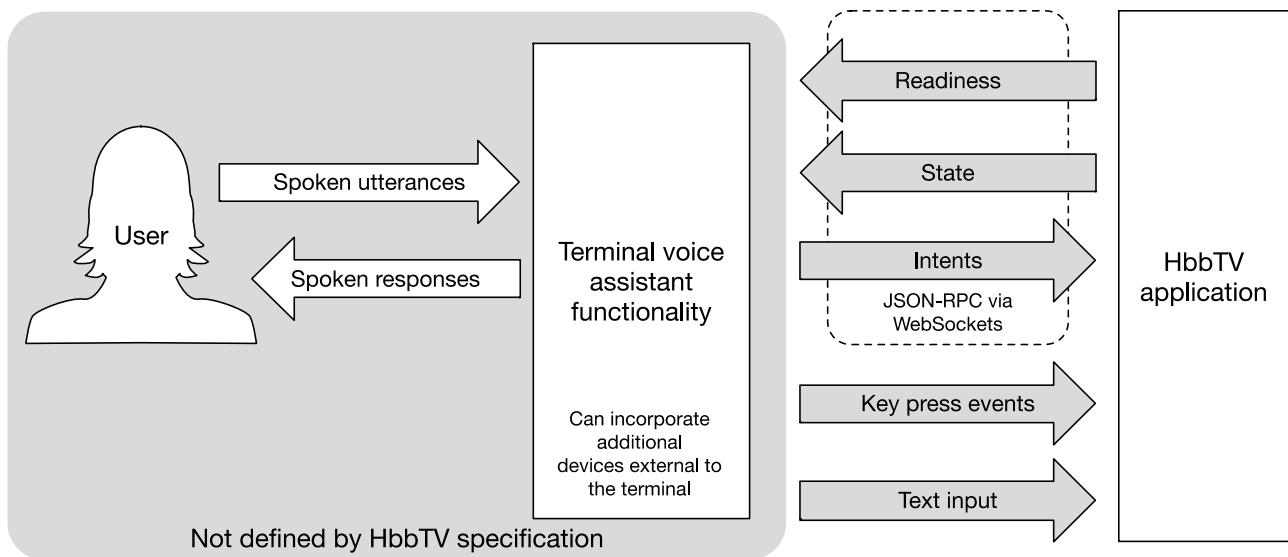 User
Spoken utterances
Spoken responses
Terminal voice
assistant
functionality
Can incorporate
additional
devices external to
the terminal
Not defined by HbbTV specification
Readiness
State
Intents
JSON-RPC via
WebSockets
Key press events
Text input
HbbTV
application